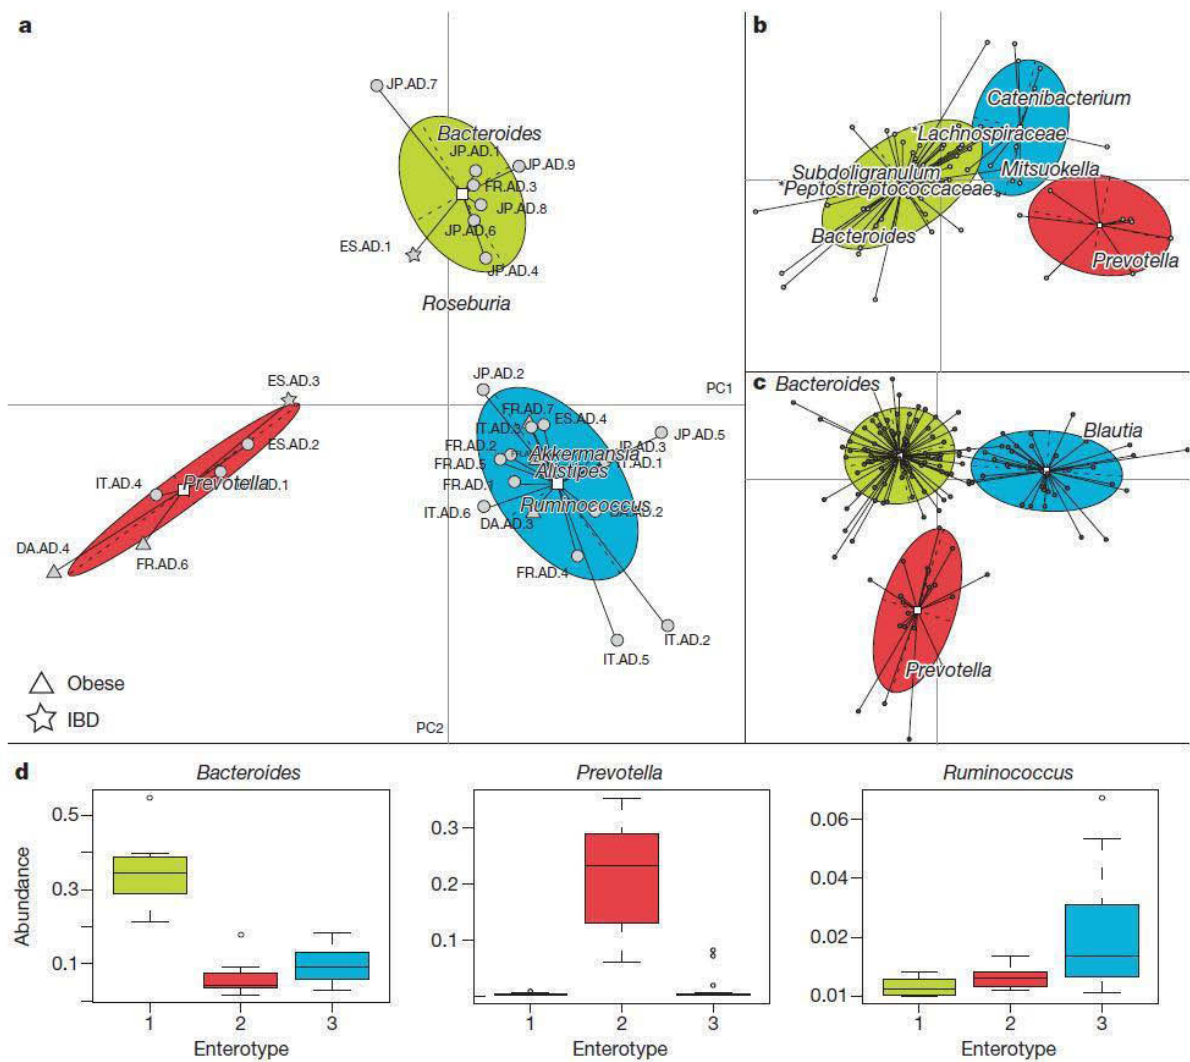 a
JP.AD.7
Bacteroides
JP.AD.1
JP.AD.9
FR.AD.3
JP.AD.8
JP.AD.6
ES.AD.1
JP.AD.4
Roseburia
ES.AD.3
ES.AD.2
IT.AD.4
Prevotella
AD.1
DA.AD.4
FR.AD.6
JP.AD.2
PC1
FR.AD.7
IT.AD.3
ES.AD.4
JP.AD.5
FR.AD.2
JP.AD.3
Akkermansia
FR.AD.5
Alistipes
IT.AD.1
FR.AD.1
IT.AD.6
Ruminococcus
DA.AD.3
DA.AD.2
FR.AD.4
IT.AD.2
IT.AD.5
Obese
IBD
PC2
b
Catenibacterium
*Lachnospiraceae
Subdoligranulum
Mitsuokella
*Peptostreptococcaceae
Bacteroides
Prevotella
c
Bacteroides
Blautia
Prevotella
d
Bacteroides
Prevotella
Ruminococcus
Abundance
0.5
0.3
0.1
1 2 3
Enterotype
0.3
0.2
0.1
1 2 3
Enterotype
0.06
0.04
0.02
0.01
1 2 3
Enterotype